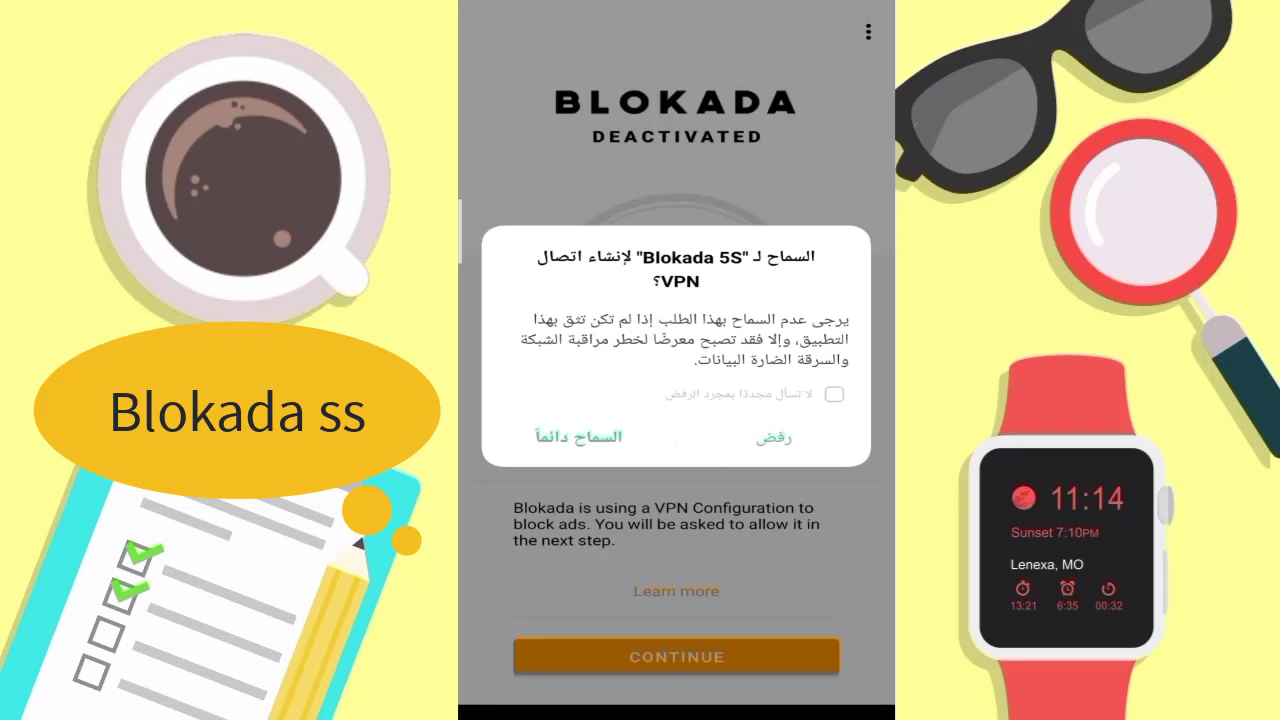 BLOKADA
DEACTIVATED
السماح لـ "Blokada 5S" لإنشاء اتصال
VPN؟
يرجى عدم السماح بهذا الطلب إذا لم تكن تثق بهذا
التطبيق، وإلا فقد تصبح معرضًا لخطر مراقبة الشبكة
والسرقة الضارة البيانات.
لا تسأل مجددًا بمجرد الرفض
رفض
السماح دائماً
Blokada is using a VPN Configuration to
block ads. You will be asked to allow it in
the next step.
Learn more
CONTINUE
Blokada ss
11:14
Sunset 7:10PM
Lenexa, MO
13:21 6:35 00:32